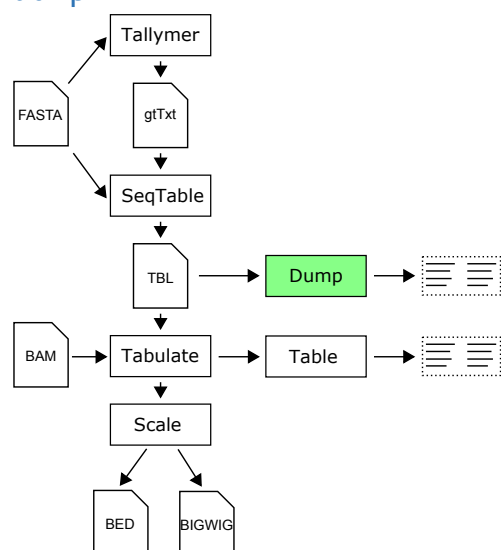 Tallymer
FASTA
gtTxt
SeqTable
TBL
Dump
BAM
Tabulate
Table
Scale
BED
BIGWIG